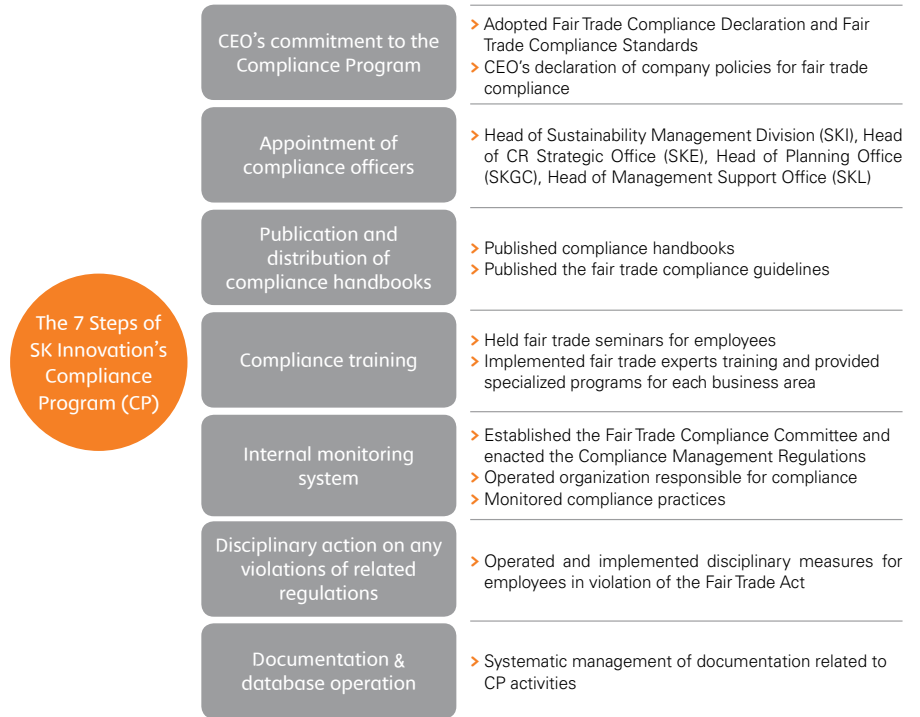 The 7 Steps of
SK Innovation's
Compliance
Program (CP)
CEO's commitment to the
Compliance Program
> Adopted Fair Trade Compliance Declaration and Fair
Trade Compliance Standards
> CEO's declaration of company policies for fair trade
compliance
Appointment of
compliance officers
> Head of Sustainability Management Division (SKI), Head
of CR Strategic Office (SKE), Head of Planning Office
(SKGC), Head of Management Support Office (SKL)
Publication and
distribution of
compliance handbooks
> Published compliance handbooks
> Published the fair trade compliance guidelines
Compliance training
> Held fair trade seminars for employees
> Implemented fair trade experts training and provided
specialized programs for each business area
Internal monitoring
system
> Established the Fair Trade Compliance Committee and
enacted the Compliance Management Regulations
> Operated organization responsible for compliance
> Monitored compliance practices
Disciplinary action on any
violations of related
regulations
> Operated and implemented disciplinary measures for
employees in violation of the Fair Trade Act
Documentation &
database operation
> Systematic management of documentation related to
CP activities